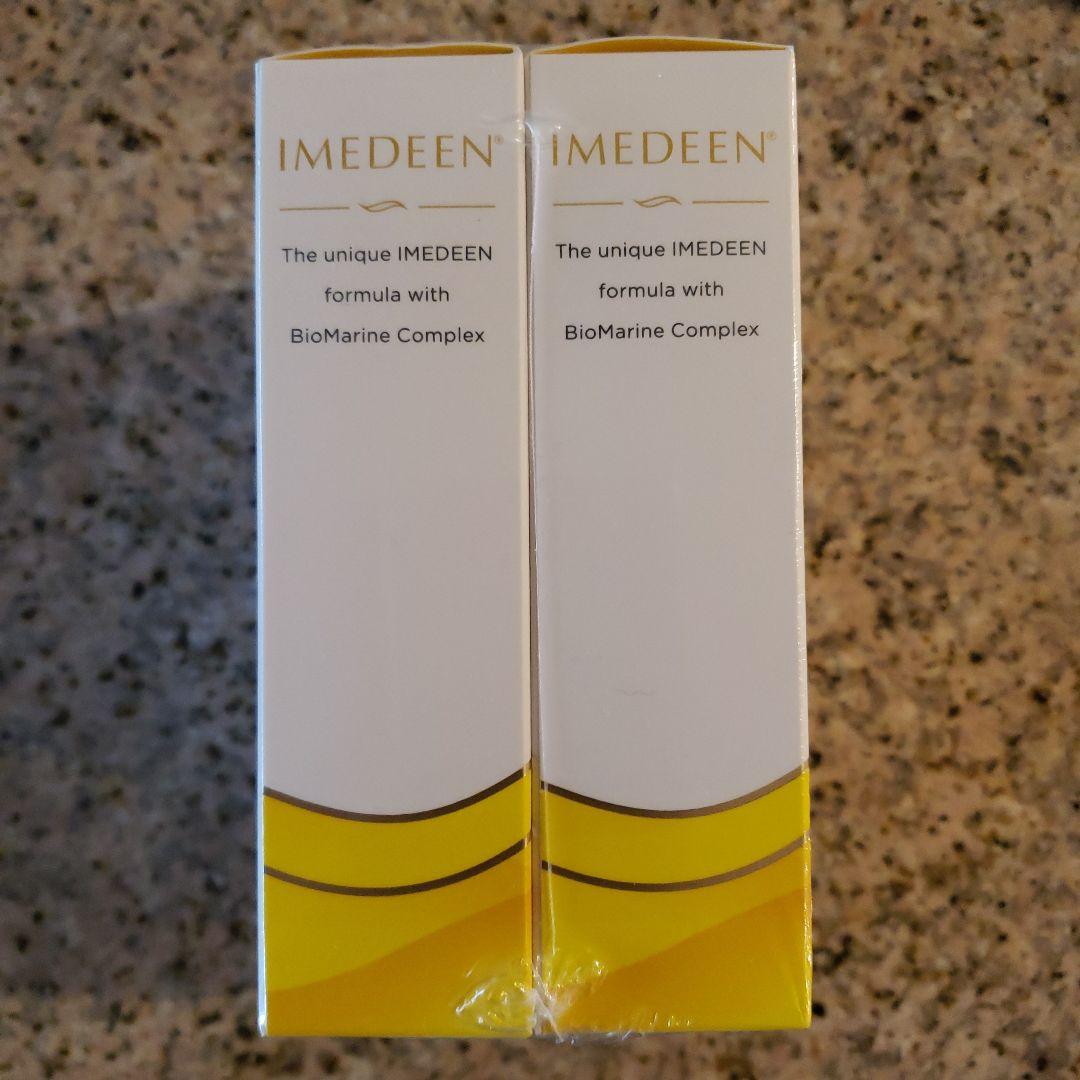 IMEDEEN®
The unique IMEDEEN
formula with
BioMarine Complex
IMEDEEN®
The unique IMEDEEN
formula with
BioMarine Complex